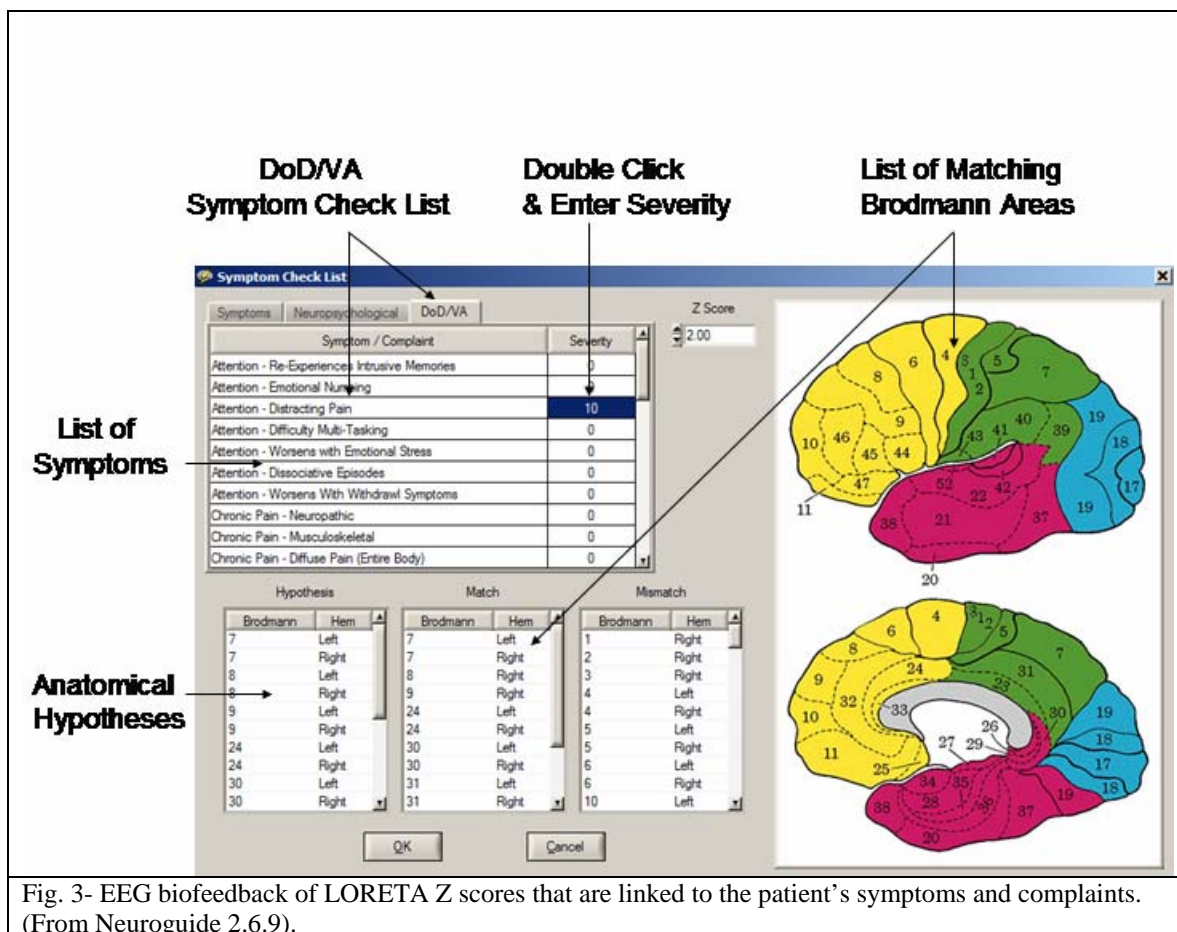 DoD/VA
Symptom Check List
Double Click
& Enter Severity
List of Matching
Brodmann Areas
Symptom Check List
Symptoms Neuropsychological DoD/VA
Z Score
2.00
Symptom / Complaint Severity
Attention - Re-Experiences Intrusive Memories 0
Attention - Emotional Numbing
Attention - Distracting Pain 10
Attention - Difficulty Multi-Tasking 0
Attention - Worsens with Emotional Stress 0
Attention - Dissociative Episodes 0
Attention - Worsens With Withdrawl Symptoms 0
Chronic Pain - Neuropathic 0
Chronic Pain - Musculoskeletal 0
Chronic Pain - Diffuse Pain (Entire Body) 0
List of
Symptoms
Anatomical
Hypotheses
Hypothesis
Brodmann Hem
7 Left
7 Right
8 Left
8 Right
9 Left
9 Right
24 Left
24 Right
30 Left
30 Right
Match
Brodmann Hem
7 Left
7 Right
8 Right
9 Right
24 Left
24 Right
30 Left
30 Right
31 Left
31 Right
Mismatch
Brodmann Hem
1 Right
2 Right
3 Right
4 Left
4 Right
5 Left
5 Right
6 Left
6 Right
10 Left
OK Cancel
4
6
8
3
1
2
5
7
9
10
46
45
44
47
11
43
41
40
39
19
18
17
19
52
42
22
21
38
37
20
4
3
1
2
5
6
8
7
24
31
23
9
32
33
30
10
26
29
27
19
18
17
18
11
25
34
35
28
36
38
37
19
20
Fig. 3- EEG biofeedback of LORETA Z scores that are linked to the patient's symptoms and complaints.
(From Neuroguide 2.6.9).